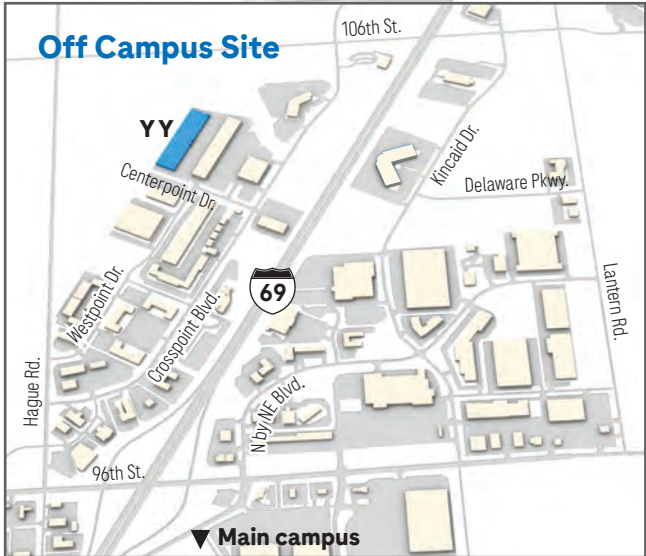 106th St.
Off Campus Site
YY
Kincaid Dr.
Centerpoint Dr.
Delaware Pkwy.
69
Westpoint Dr.
Crosspoint Blvd.
Lantern Rd.
Hague Rd.
N by NE Blvd.
96th St.
▼ Main campus